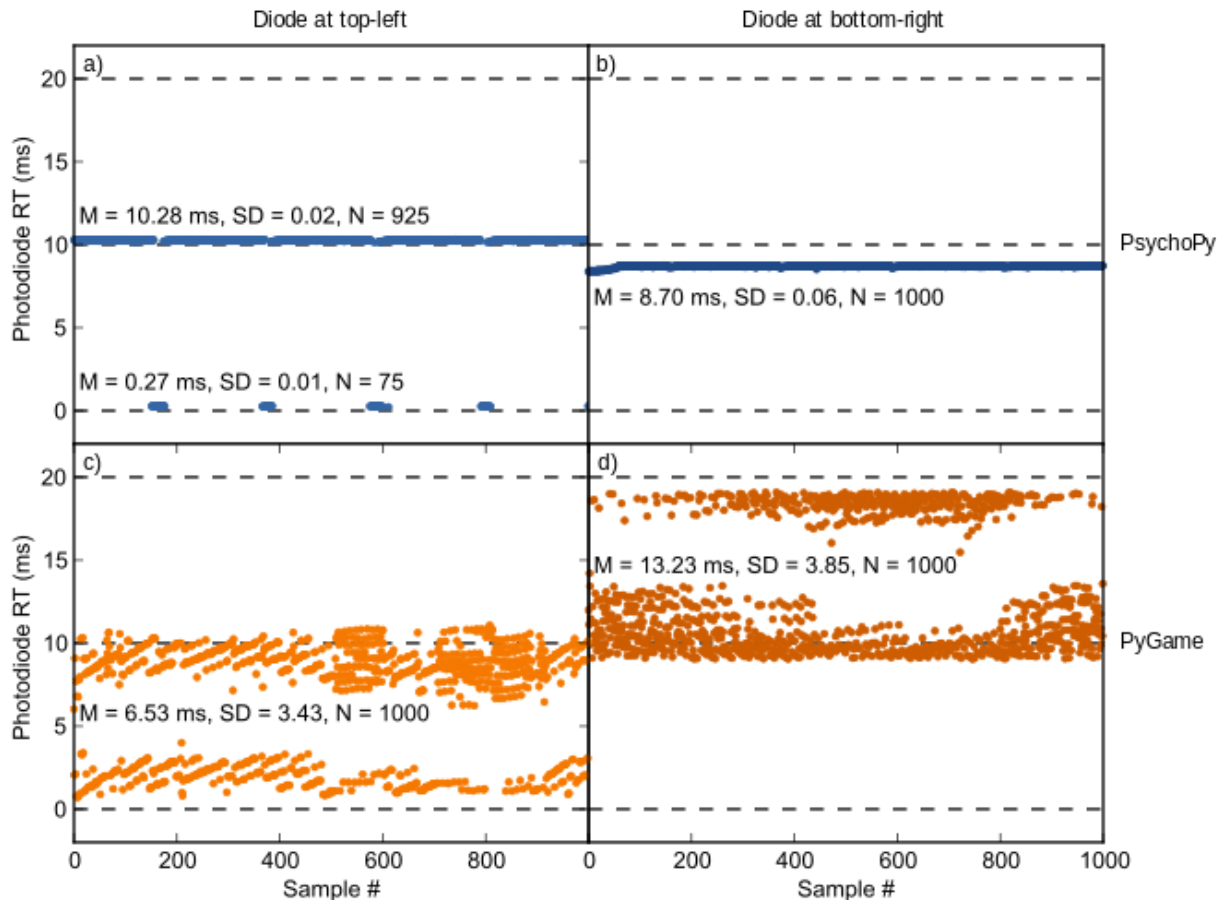 Diode at top-left
Diode at bottom-right
a)
b)
20
15
10
5
0
Photodiode RT (ms)
M = 10.28 ms, SD = 0.02, N = 925
M = 0.27 ms, SD = 0.01, N = 75
M = 8.70 ms, SD = 0.06, N = 1000
PsychoPy
c)
d)
20
15
10
5
0
Photodiode RT (ms)
M = 6.53 ms, SD = 3.43, N = 1000
M = 13.23 ms, SD = 3.85, N = 1000
PyGame
0 200 400 600 800
0 200 400 600 800 1000
Sample #
Sample #